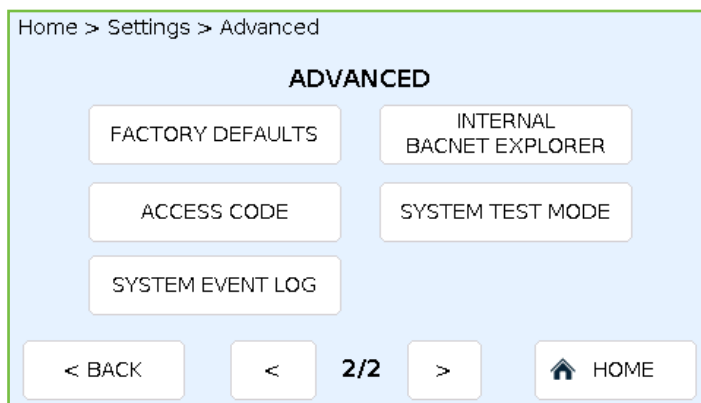 Home > Settings > Advanced
ADVANCED
FACTORY DEFAULTS
INTERNAL
BACNET EXPLORER
ACCESS CODE
SYSTEM TEST MODE
SYSTEM EVENT LOG
< BACK
<
2/2
>
HOME